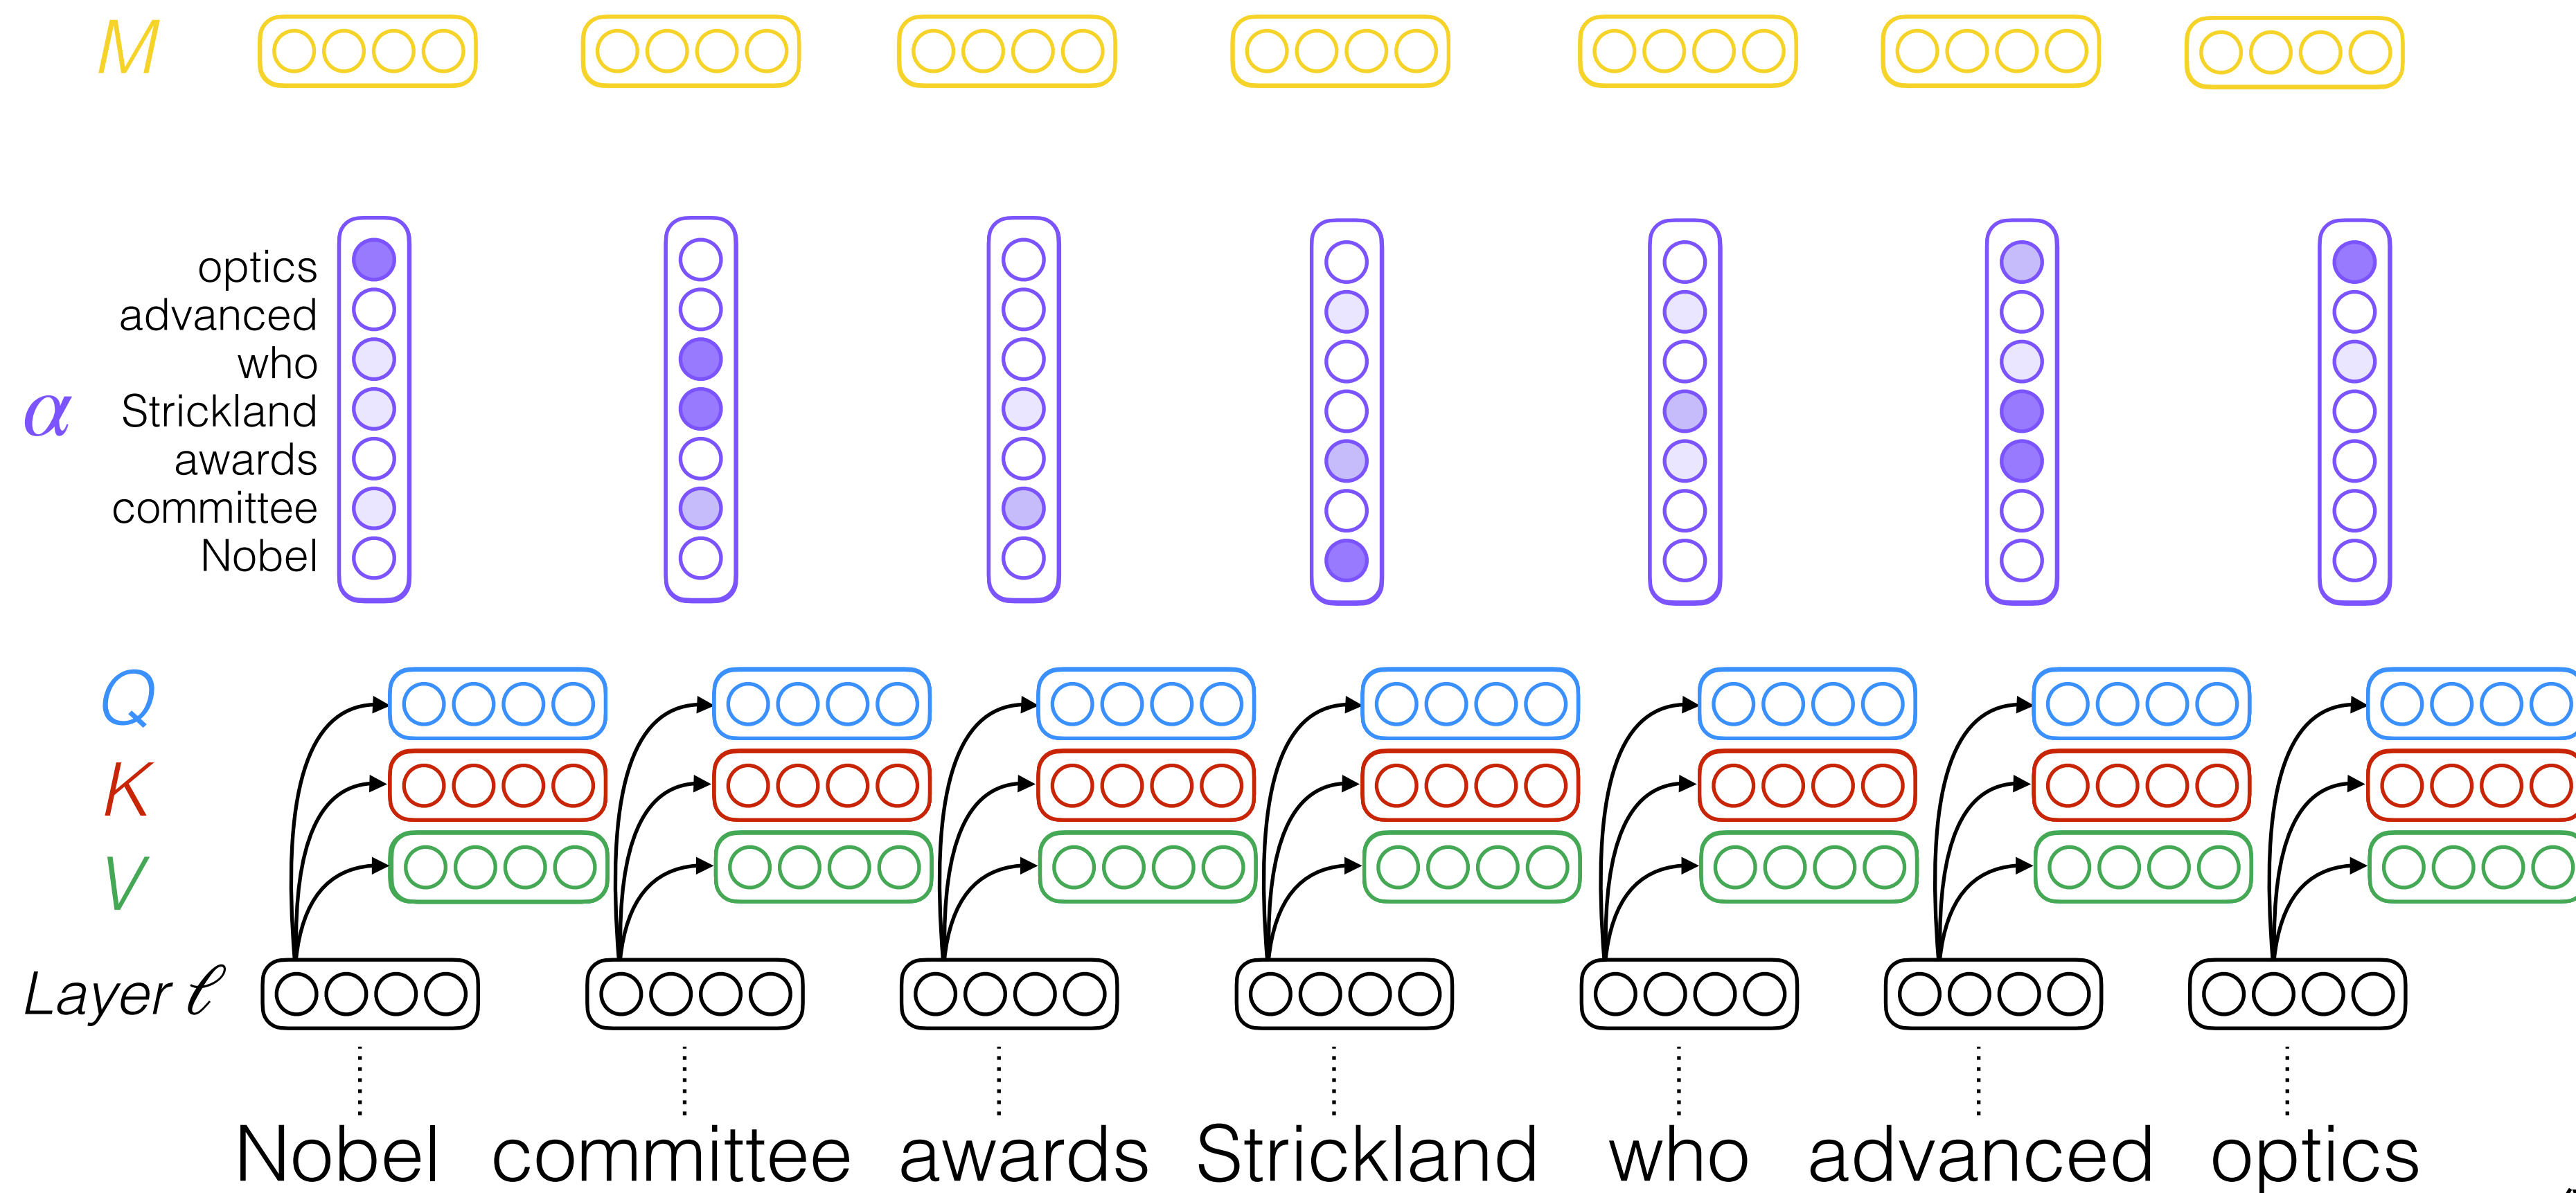 M
optics
advanced
who
α Strickland
awards
committee
Nobel
Q
K
V
Layer ℓ
Nobel committee awards Strickland who advanced optics